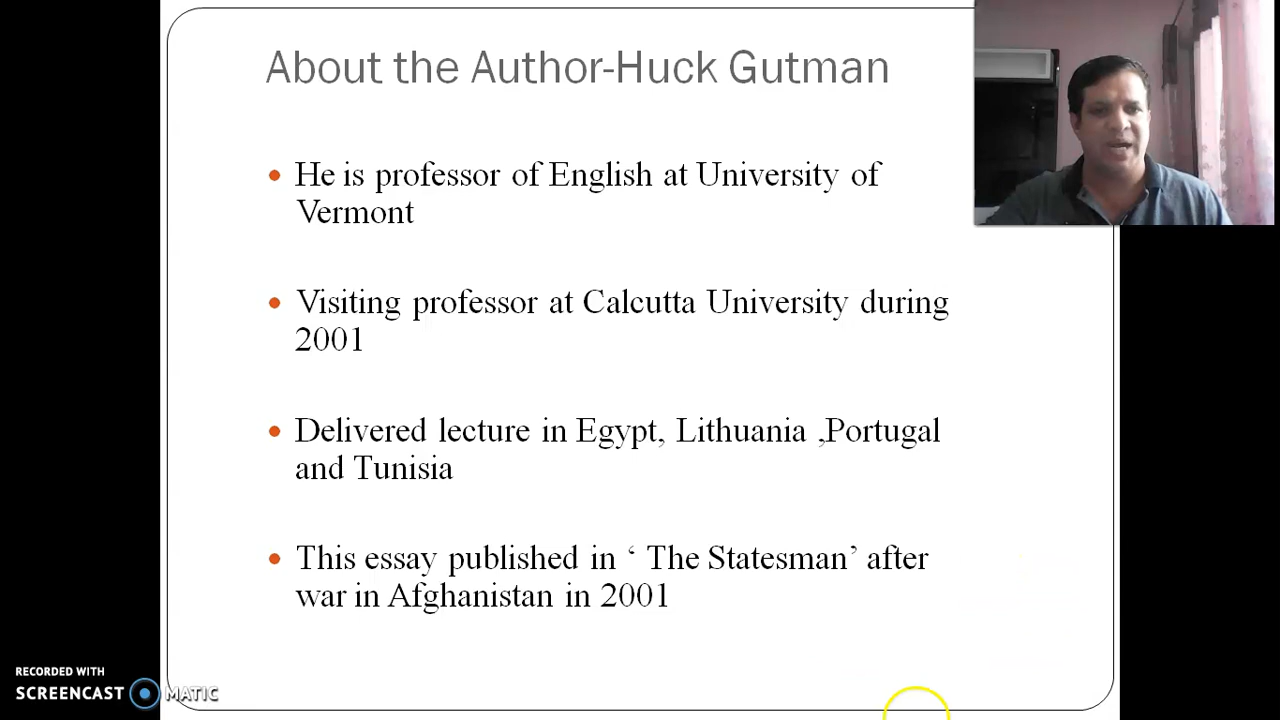 About the Author-Huck Gutman
• He is professor of English at University of
Vermont
• Visiting professor at Calcutta University during
2001
• Delivered lecture in Egypt, Lithuania ,Portugal
and Tunisia
• This essay published in ‘ The Statesman’ after
war in Afghanistan in 2001
RECORDED WITH
SCREENCAST MATIC